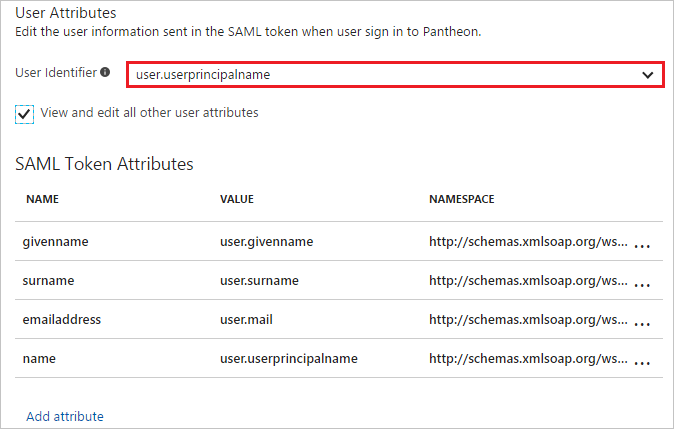 User Attributes
Edit the user information sent in the SAML token when user sign in to Pantheon.
User Identifier
user.userprincipalname
View and edit all other user attributes
SAML Token Attributes
NAME VALUE NAMESPACE
givenname user.givenname http://schemas.xmlsoap.org/ws... ...
surname user.surname http://schemas.xmlsoap.org/ws... ...
emailaddress user.mail http://schemas.xmlsoap.org/ws... ...
name user.userprincipalname http://schemas.xmlsoap.org/ws... ...
Add attribute